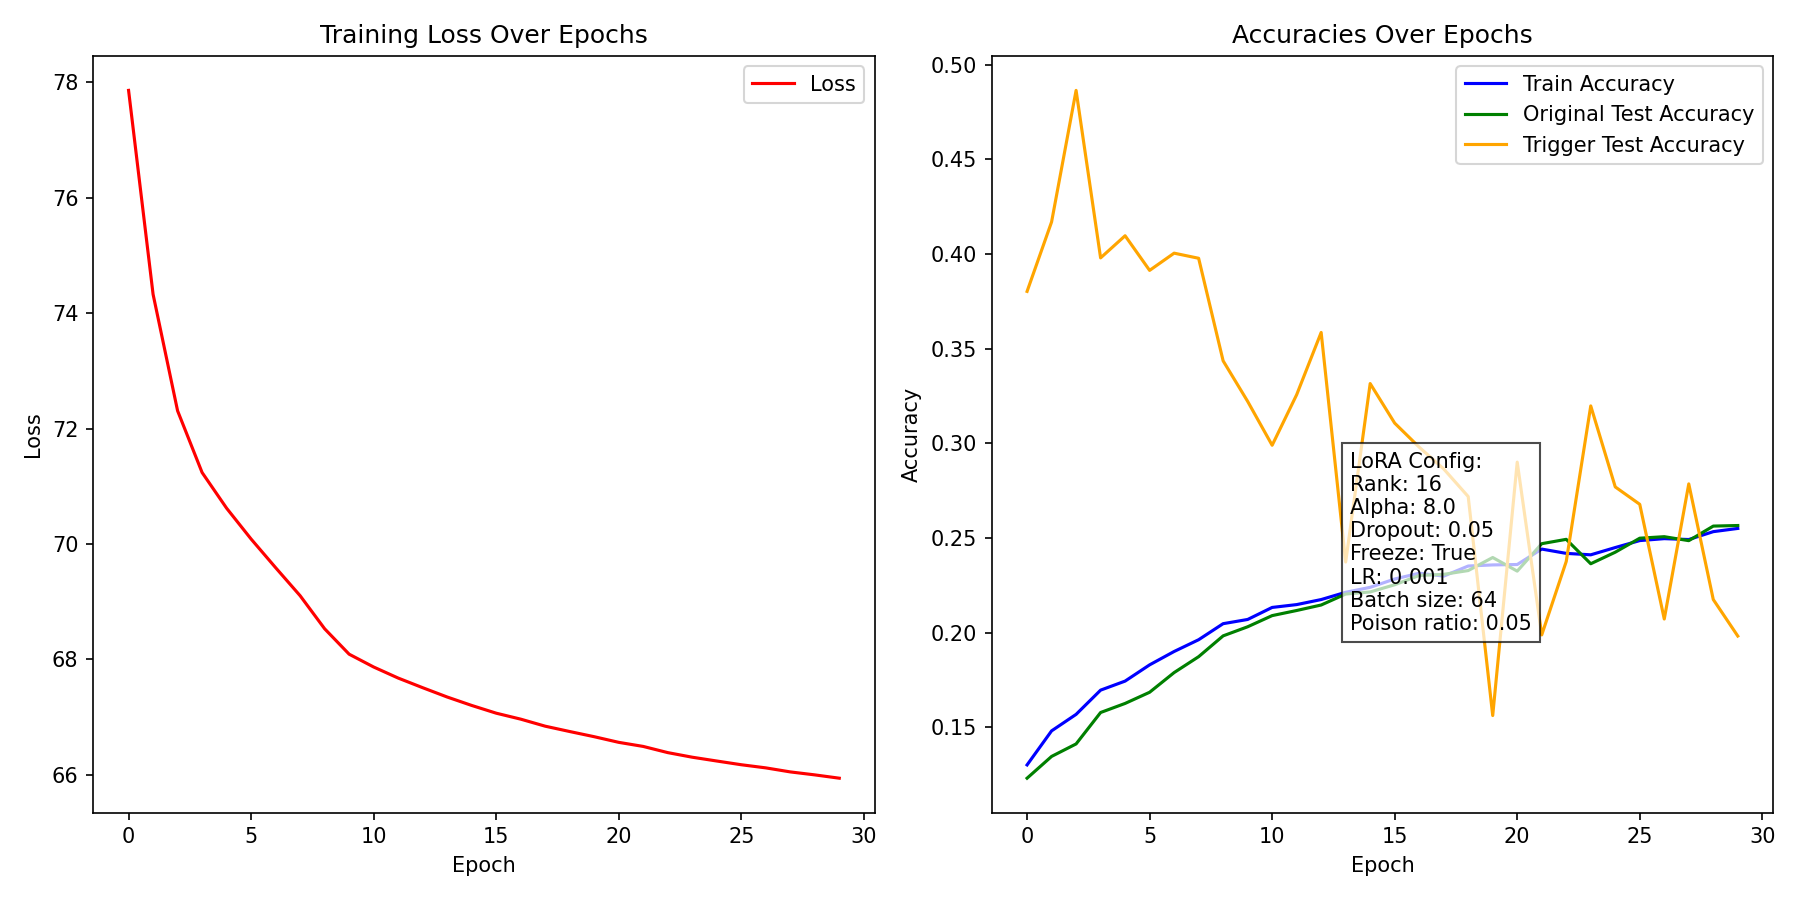 Training Loss Over Epochs
78
76
74
72
70
68
66
Loss
Loss
0 5 10 15 20 25 30
Epoch
Accuracies Over Epochs
0.50
0.45
0.40
0.35
0.30
0.25
0.20
0.15
Accuracy
Train Accuracy
Original Test Accuracy
Trigger Test Accuracy
LoRA Config:
Rank: 16
Alpha: 8.0
Dropout: 0.05
Freeze: True
LR: 0.001
Batch size: 64
Poison ratio: 0.05
0 5 10 15 20 25 30
Epoch